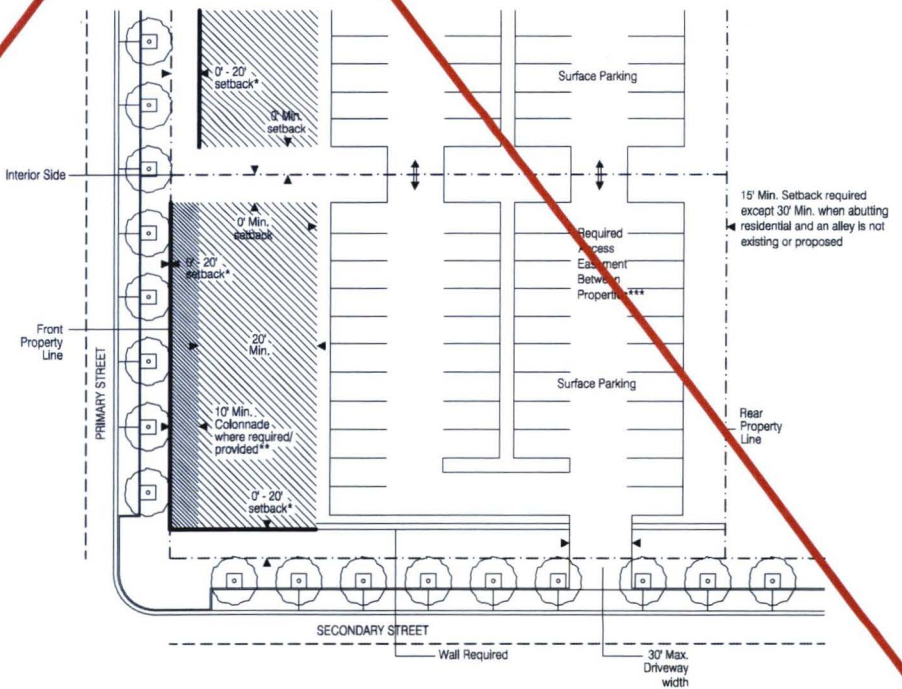 0' - 20'
setback*
Surface Parking
0' Min.
setback
Interior Side
15' Min. Setback required
except 30' Min. when abutting
residential and an alley is not
existing or proposed
0' Min.
setback
Required
Access
Easement
Between
Properties***
0' - 20'
setback*
Front
Property
Line
20'
Min.
PRIMARY STREET
Surface Parking
10' Min.
Colonnade
where required/
provided**
Rear
Property
Line
0' - 20'
setback*
SECONDARY STREET
Wall Required
30' Max.
Driveway
width